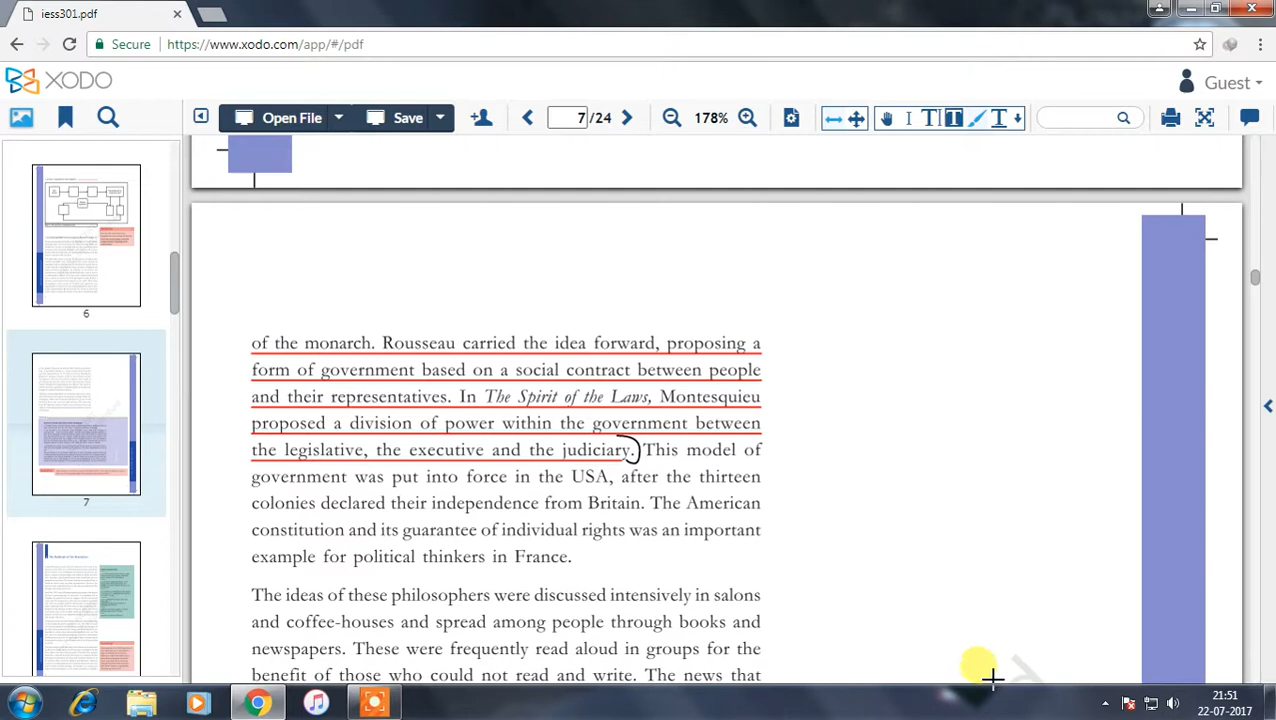 iess301.pdf
Secure https://www.xodo.com/app/#/pdf
XODO
Guest
Open File Save 7 /24 178%
6
7
of the monarch. Rousseau carried the idea forward, proposing a
form of government based on a social contract between people
and their representatives. In The Spirit of the Laws, Montesquieu
proposed a division of power within the government between
the legislative, the executive and the judiciary. This model of
government was put into force in the USA, after the thirteen
colonies declared their independence from Britain. The American
constitution and its guarantee of individual rights was an important
example for political thinkers in France.
The ideas of these philosophers were discussed intensively in salons
and coffee-houses and spread among people through books and
newspapers. These were frequently read aloud in groups for the
benefit of those who could not read and write. The news that
21:51
22-07-2017